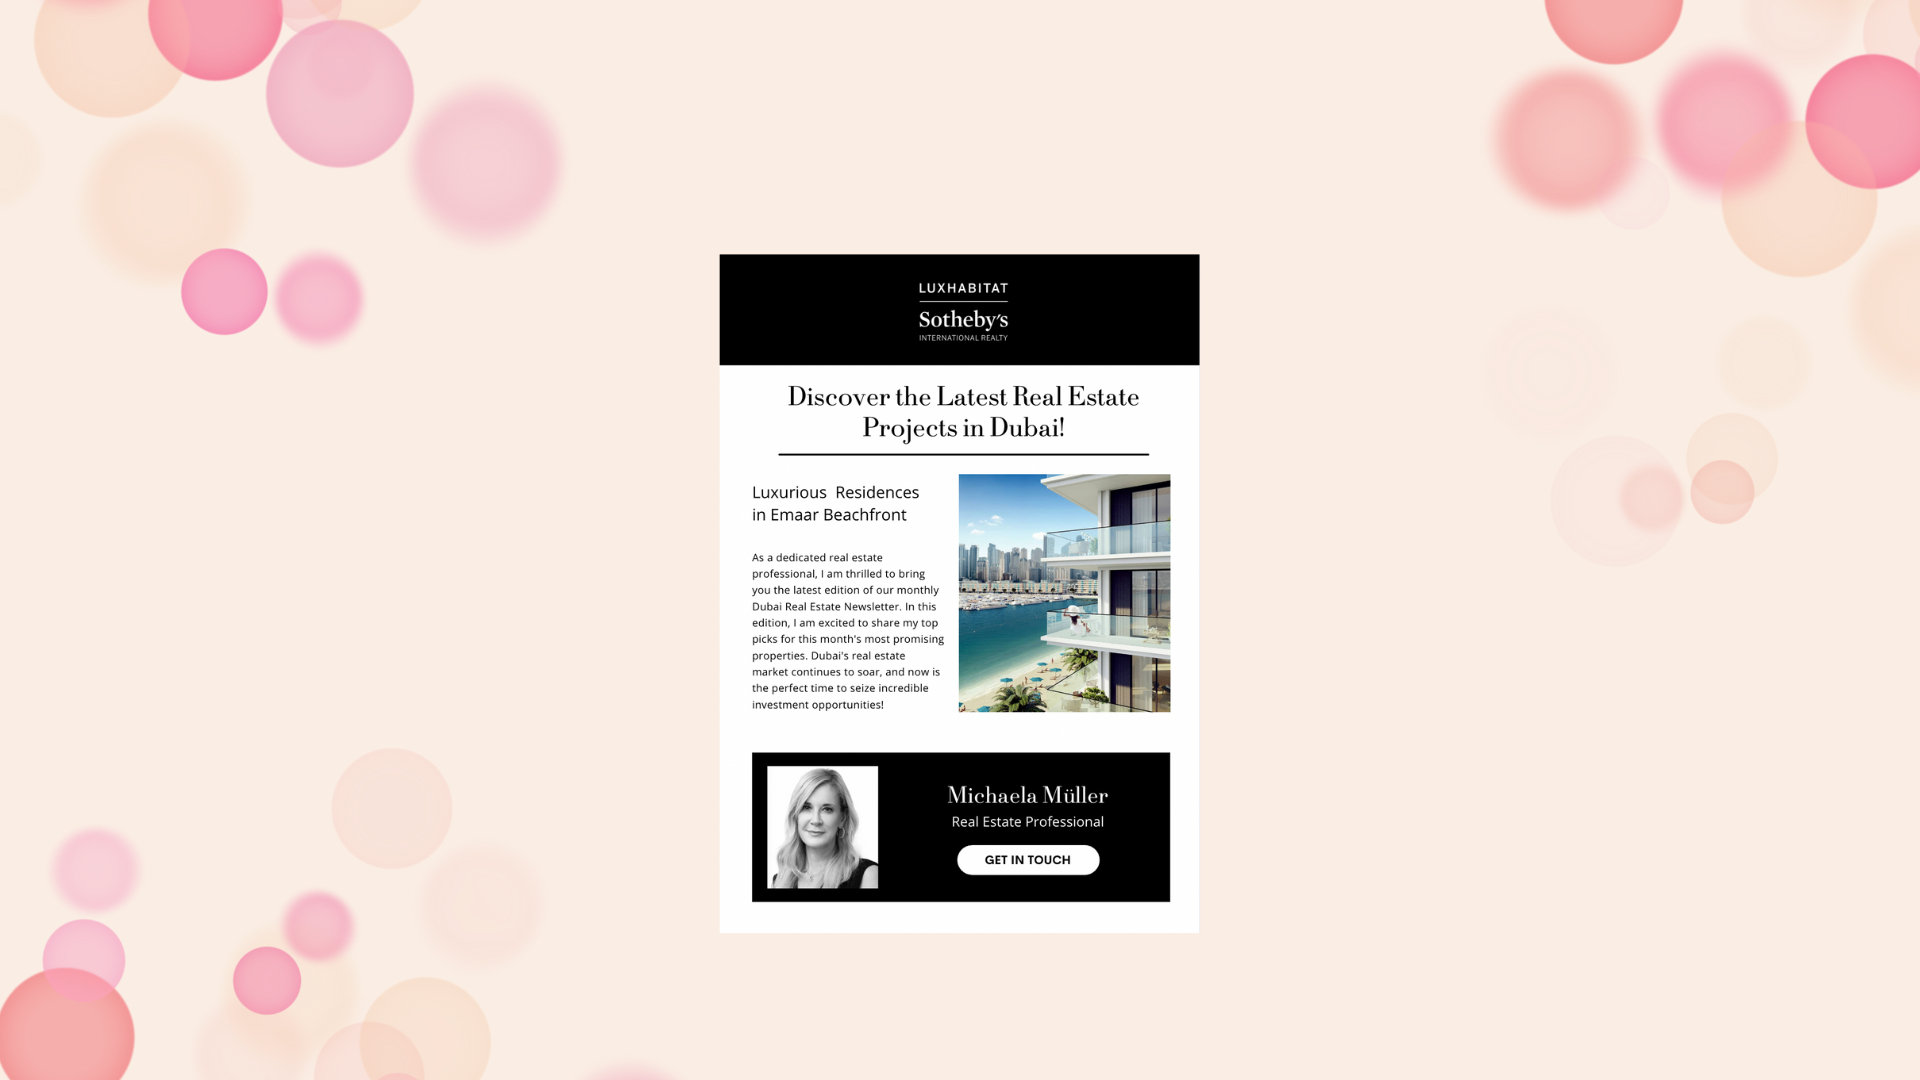 LUXHABITAT
Sotheby's
INTERNATIONAL REALTY
Discover the Latest Real Estate
Projects in Dubai!
Luxurious Residences
in Emaar Beachfront
As a dedicated real estate
professional, I am thrilled to bring
you the latest edition of our monthly
Dubai Real Estate Newsletter. In this
edition, I am excited to share my top
picks for this month's most promising
properties. Dubai's real estate
market continues to soar, and now is
the perfect time to seize incredible
investment opportunities!
Michaela Müller
Real Estate Professional
GET IN TOUCH